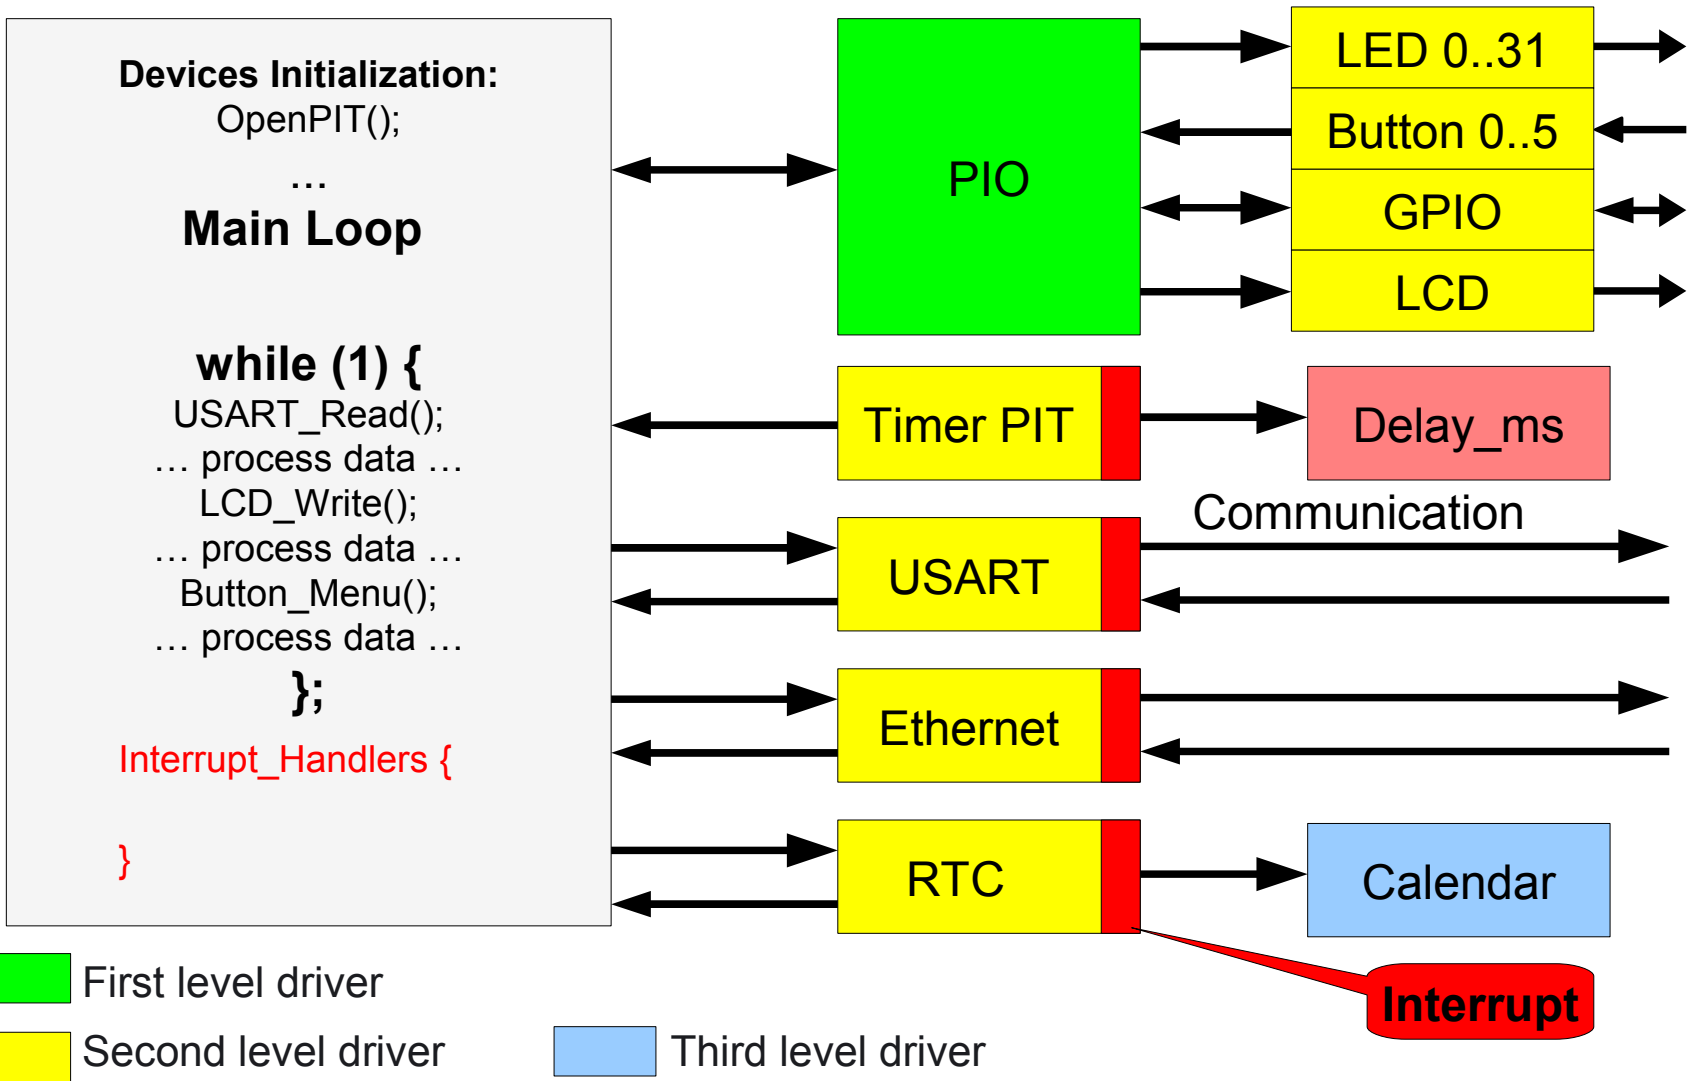 Devices Initialization:
OpenPIT();
...
Main Loop
while (1) {
USART_Read();
... process data ...
LCD_Write();
... process data ...
Button_Menu();
... process data ...
};
Interrupt_Handlers {
}
PIO
LED 0..31
Button 0..5
GPIO
LCD
Timer PIT
Delay_ms
Communication
USART
Ethernet
RTC
Calendar
Interrupt
First level driver
Second level driver
Third level driver